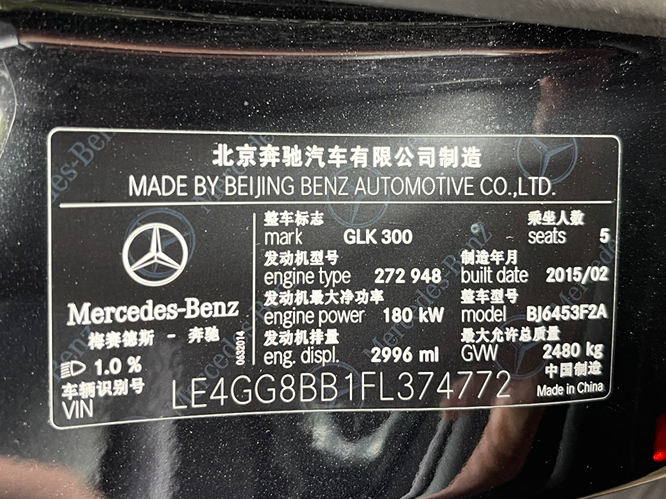 北京奔驰汽车有限公司制造
MADE BY BEIJING BENZ AUTOMOTIVE CO.,LTD.
整车标志 乘坐人数
mark GLK 300 seats 5
发动机型号 制造年月
engine type 272 948 built date 2015/02
发动机最大净功率 整车型号
engine power 180 kW model BJ6453F2A
发动机排量 最大允许总质量
eng. displ. 2996 ml GVW 2480 kg
Mercedes-Benz
梅赛德斯 - 奔驰
0632014
1.0 %
车辆识别号
VIN LE4GG8BB1FL374772
中国制造
Made in China